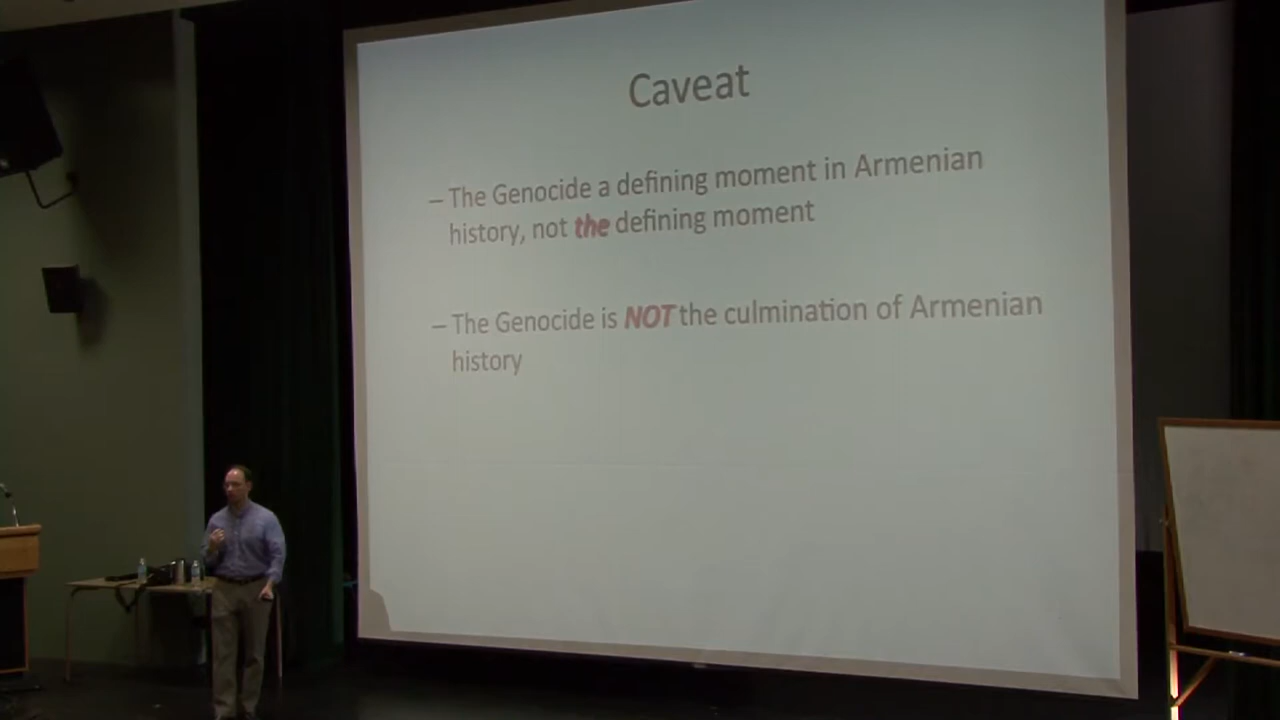 Caveat
– The Genocide a defining moment in Armenian
history, not the defining moment
– The Genocide is NOT the culmination of Armenian
history